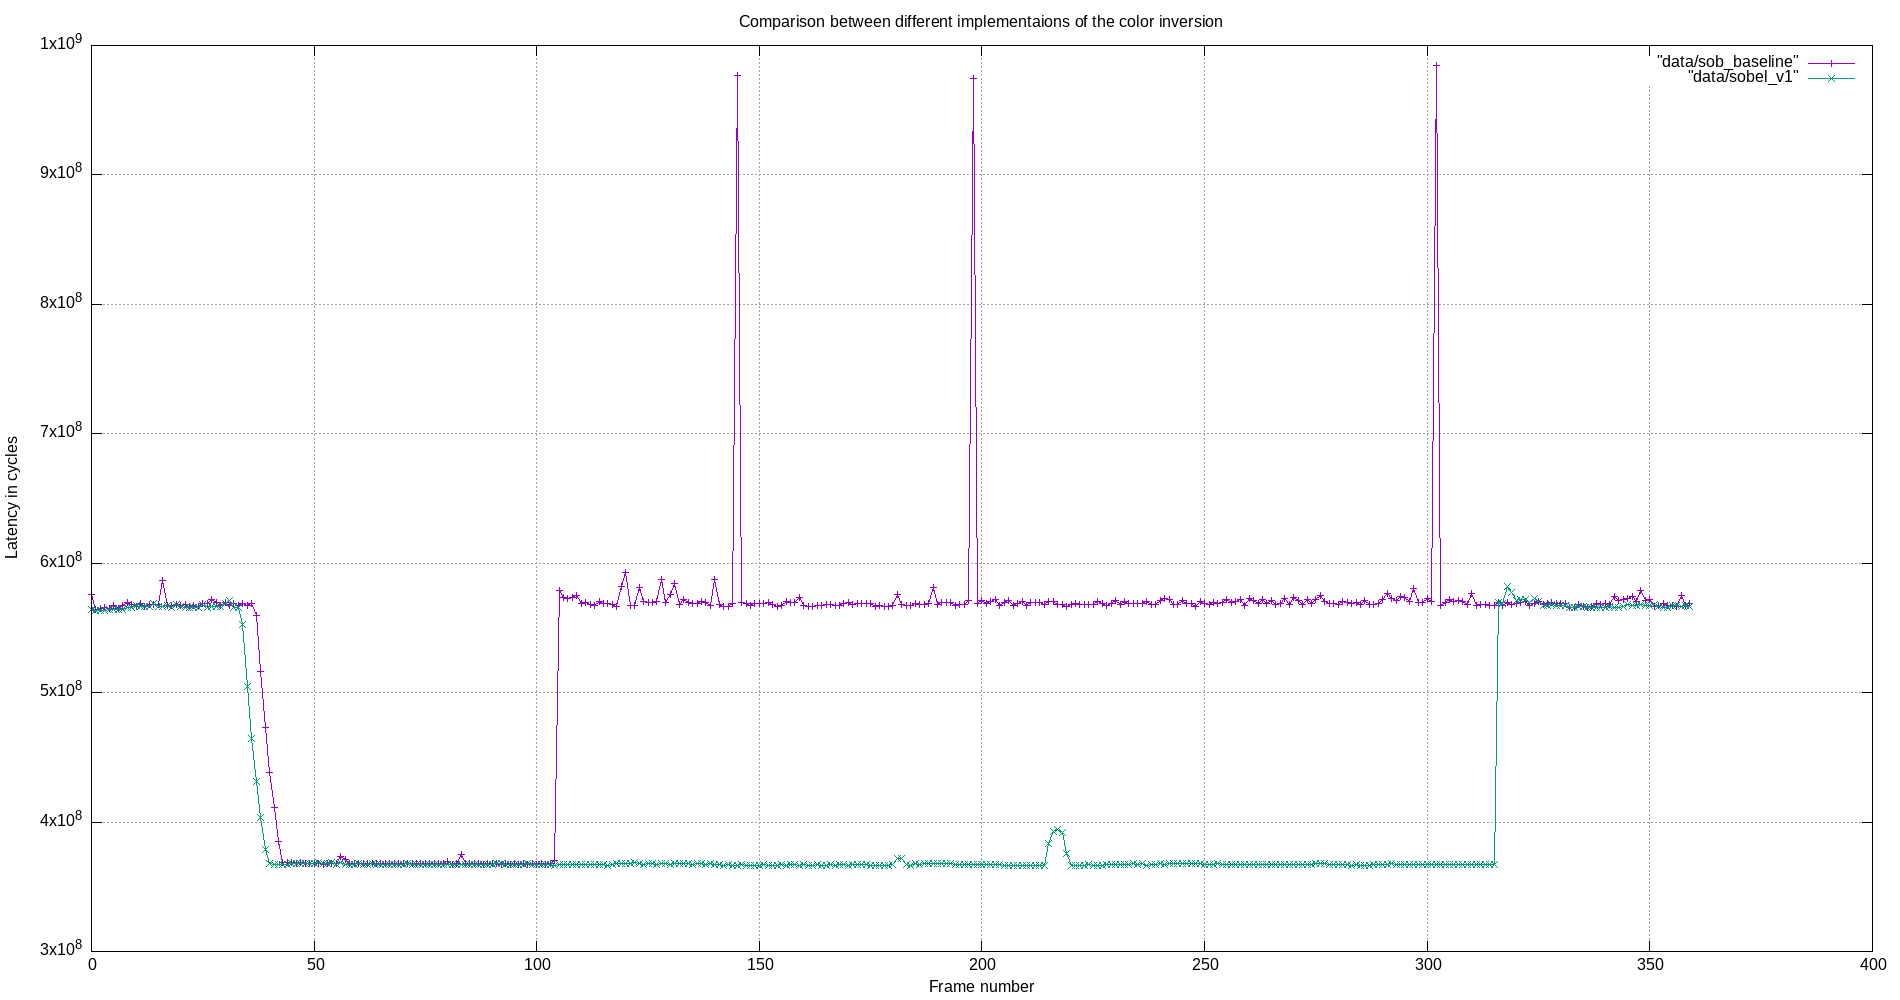 Comparison between different implementaions of the color inversion
"data/sob_baseline"
"data/sobel_v1"
1x10^9
9x10^8
8x10^8
7x10^8
6x10^8
5x10^8
4x10^8
3x10^8
Latency in cycles
0 50 100 150 200 250 300 350 400
Frame number